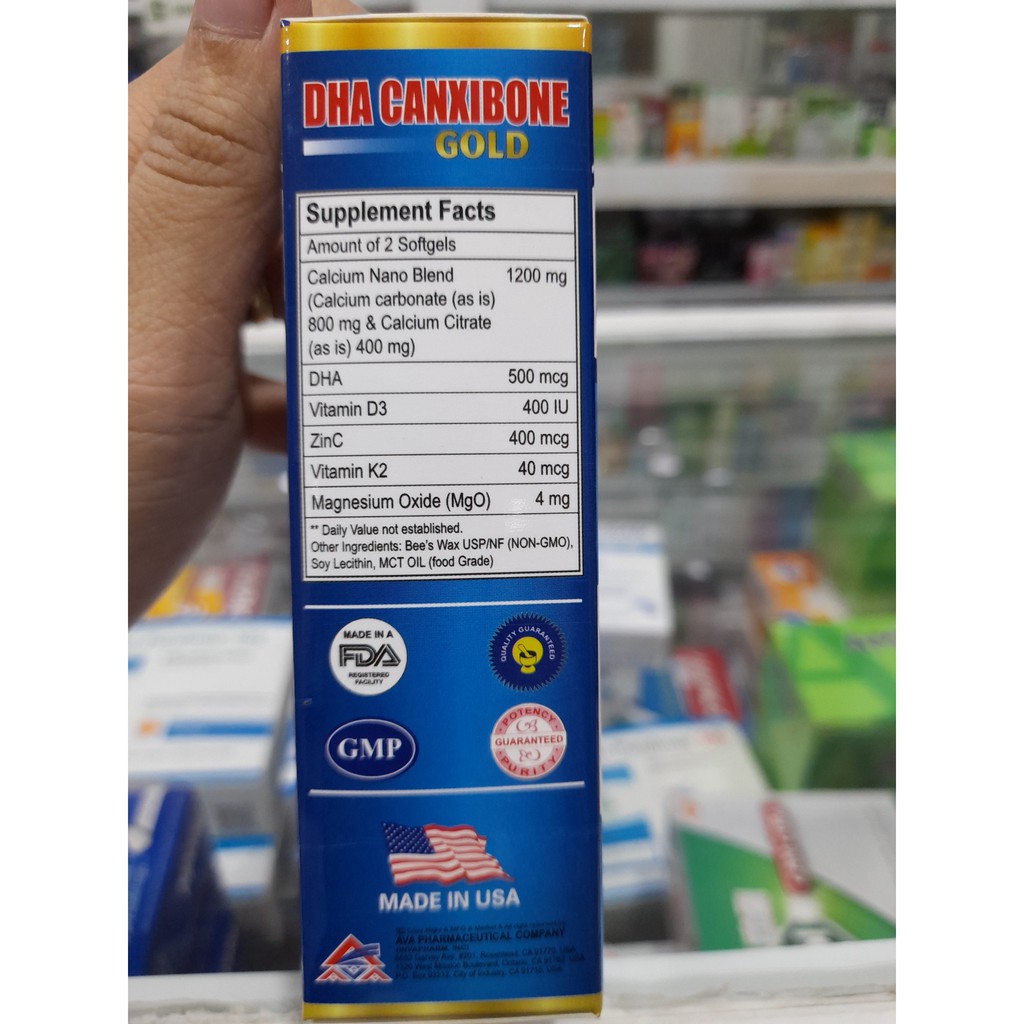 DHA CANXIBONE
GOLD
Supplement Facts
Amount of 2 Softgels
Calcium Nano Blend 1200 mg
(Calcium carbonate (as is)
800 mg & Calcium Citrate
(as is) 400 mg)
DHA 500 mcg
Vitamin D3 400 IU
ZinC 400 mcg
Vitamin K2 40 mcg
Magnesium Oxide (MgO) 4 mg
** Daily Value not established.
Other Ingredients: Bee's Wax USP/NF (NON-GMO),
Soy Lecithin, MCT OIL (food Grade)
MADE IN A
FDA
REGISTERED
FACILITY
QUALITY GUARANTEED
GMP
POTENCY
GUARANTEED
PURITY
MADE IN USA
AVA PHARMACEUTICAL COMPANY
AVA